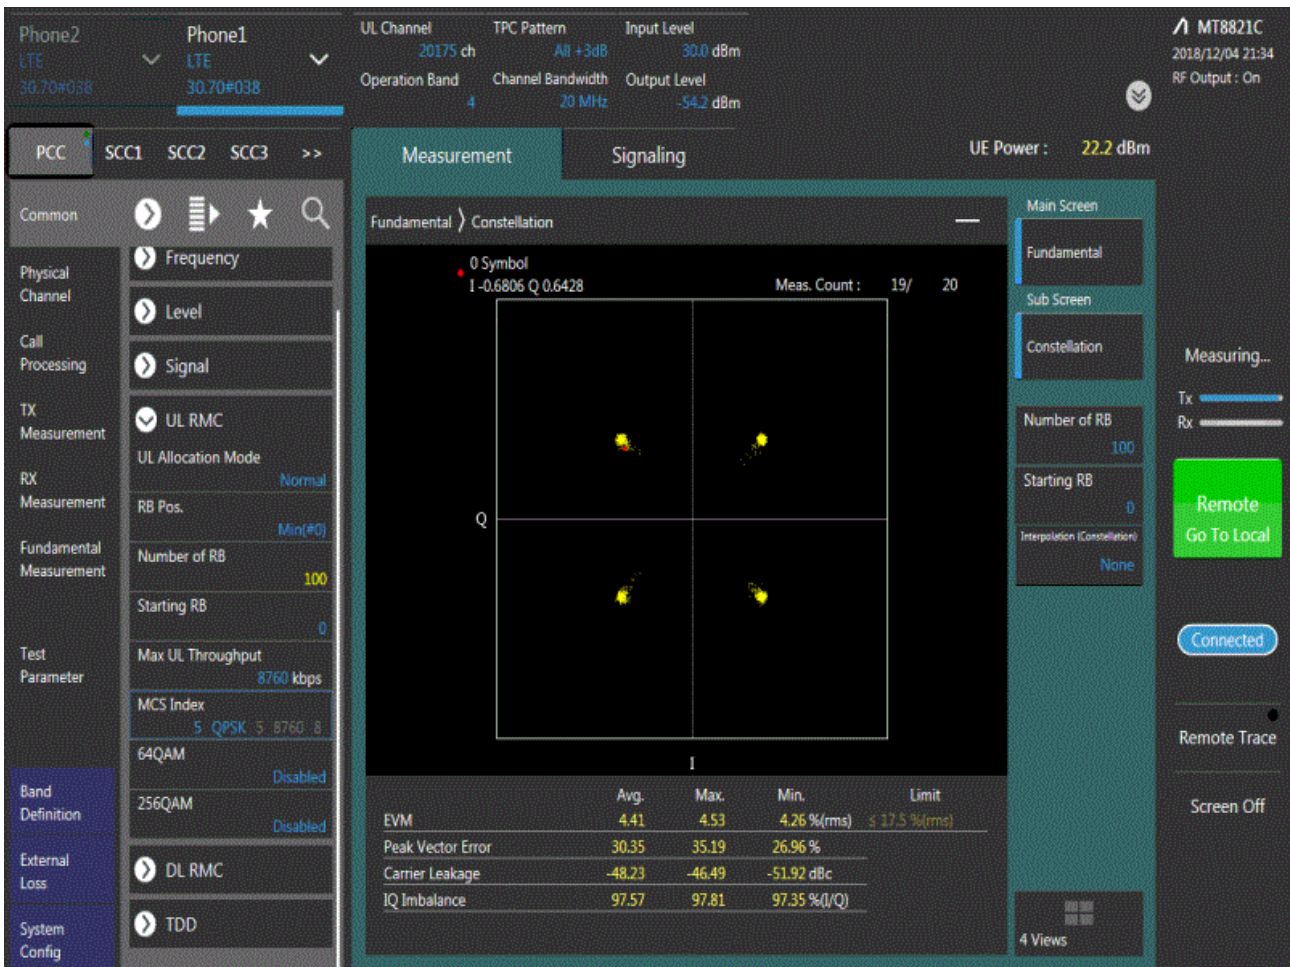 Phone2
LTE
30.70#038
Phone1
LTE
30.70#038
UL Channel
20175 ch
TPC Pattern
All +3dB
Input Level
30.0 dBm
Operation Band
4
Channel Bandwidth
20 MHz
Output Level
-54.2 dBm
MT8821C
2018/12/04 21:34
RF Output : On
PCC SCC1 SCC2 SCC3 >>
Measurement
Signaling
UE Power : 22.2 dBm
Common
Physical
Channel
Call
Processing
TX
Measurement
RX
Measurement
Fundamental
Measurement
Test
Parameter
Band
Definition
External
Loss
System
Config
Frequency
Level
Signal
UL RMC
UL Allocation Mode
Normal
RB Pos.
Min(#0)
Number of RB
100
Starting RB
0
Max UL Throughput
8760 kbps
MCS Index
5 QPSK 5 8760 8
64QAM
Disabled
256QAM
Disabled
DL RMC
TDD
Fundamental 〉 Constellation
0 Symbol
I -0.6806 Q 0.6428
Meas. Count : 19/ 20
Q
I
Avg. Max. Min. Limit
EVM 4.41 4.53 4.26 %(rms) ≤ 17.5 %(rms)
Peak Vector Error 30.35 35.19 26.96 %
Carrier Leakage -48.23 -46.49 -51.92 dBc
IQ Imbalance 97.57 97.81 97.35 %(I/Q)
Main Screen
Fundamental
Sub Screen
Constellation
Number of RB
100
Starting RB
0
Interpolation (Constellation)
None
4 Views
Measuring...
Tx
Rx
Remote
Go To Local
Connected
Remote Trace
Screen Off